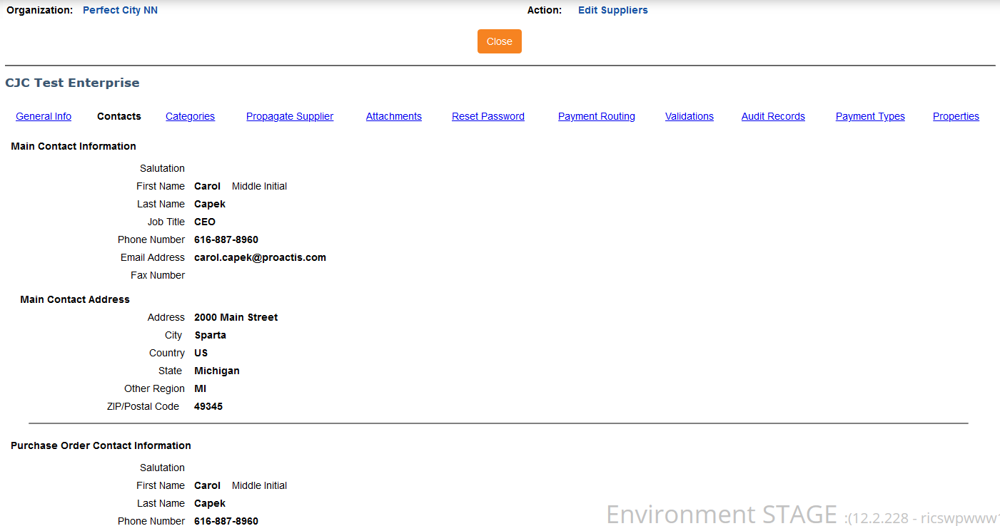 Organization: Perfect City NN Action: Edit Suppliers
Close
CJC Test Enterprise
General Info Contacts Categories Propagate Supplier Attachments Reset Password Payment Routing Validations Audit Records Payment Types Properties
Main Contact Information
Salutation
First Name Carol Middle Initial
Last Name Capek
Job Title CEO
Phone Number 616-887-8960
Email Address carol.capek@proactis.com
Fax Number
Main Contact Address
Address 2000 Main Street
City Sparta
Country US
State Michigan
Other Region MI
ZIP/Postal Code 49345
Purchase Order Contact Information
Salutation
First Name Carol Middle Initial
Last Name Capek
Phone Number 616-887-8960
Environment STAGE :(12.2.228 - ricswpwww1